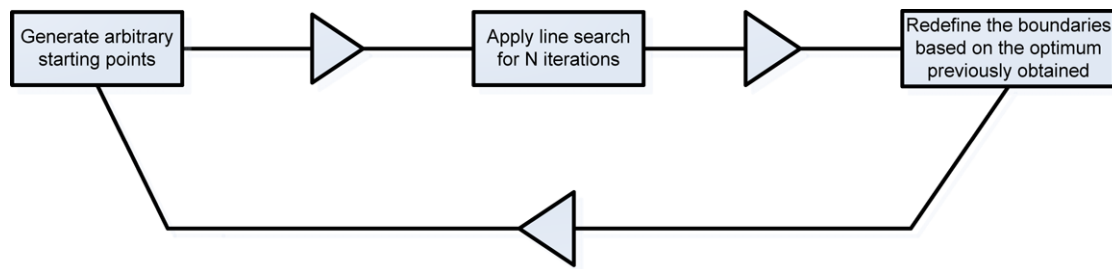 Generate arbitrary
starting points
Apply line search
for N iterations
Redefine the boundaries
based on the optimum
previously obtained